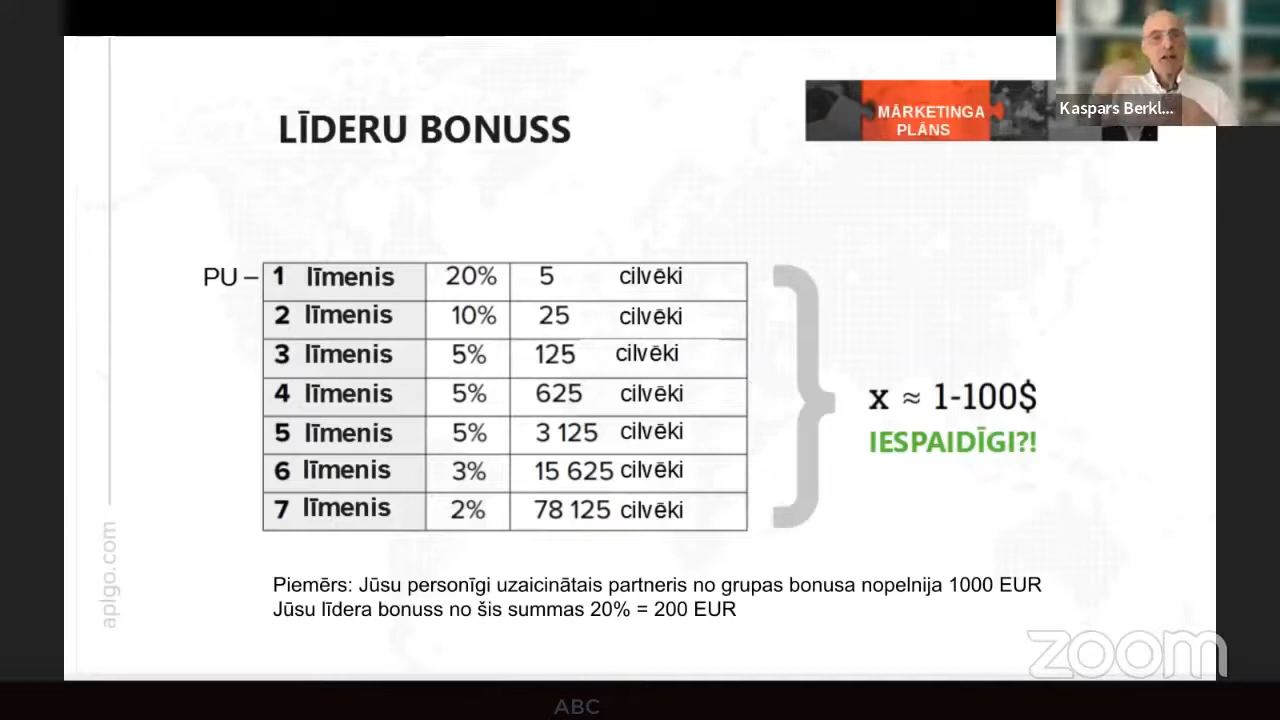 Kaspars Berkl...
MĀRKETINGA
PLĀNS
LĪDERU BONUSS
PU – 1 līmenis 20% 5 cilvēki
2 līmenis 10% 25 cilvēki
3 līmenis 5% 125 cilvēki
4 līmenis 5% 625 cilvēki
5 līmenis 5% 3 125 cilvēki
6 līmenis 3% 15 625 cilvēki
7 līmenis 2% 78 125 cilvēki
x ≈ 1-100$
IESPAIDĪGI?!
aplgo.com
Piemērs: Jūsu personīgi uzaicinātais partneris no grupas bonusa nopelnija 1000 EUR
Jūsu līdera bonuss no šis summas 20% = 200 EUR
zoom
ABC